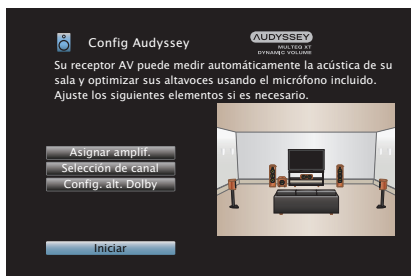 Config Audyssey
AUDYSSEY
MULTEQ XT
DYNAMIC VOLUME
Su receptor AV puede medir automáticamente la acústica de su
sala y optimizar sus altavoces usando el micrófono incluido.
Ajuste los siguientes elementos si es necesario.
Asignar amplif.
Selección de canal
Config. alt. Dolby
Iniciar